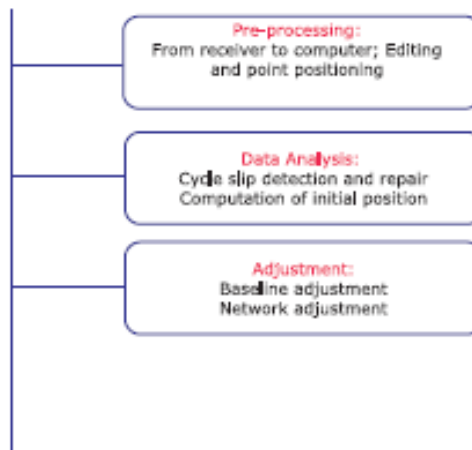 Pre-processing:
From receiver to computer; Editing
and point positioning
Data Analysis:
Cycle slip detection and repair
Computation of initial position
Adjustment:
Baseline adjustment
Network adjustment